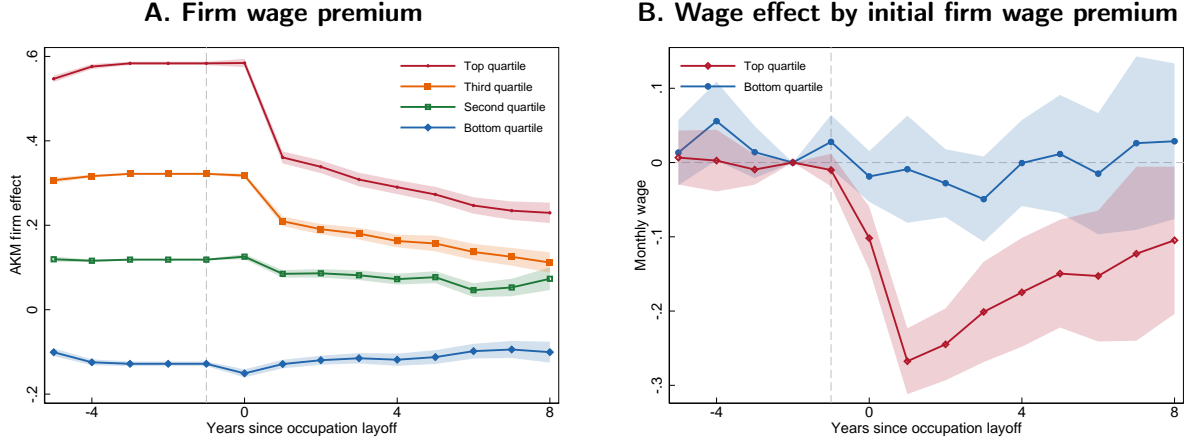 A. Firm wage premium
.6
.4
.2
0
-.2
AKM firm effect
Top quartile
Third quartile
Second quartile
Bottom quartile
-4
0
4
8
Years since occupation layoff
B. Wage effect by initial firm wage premium
.1
0
-.1
-.2
-.3
Monthly wage
Top quartile
Bottom quartile
-4
0
4
8
Years since occupation layoff